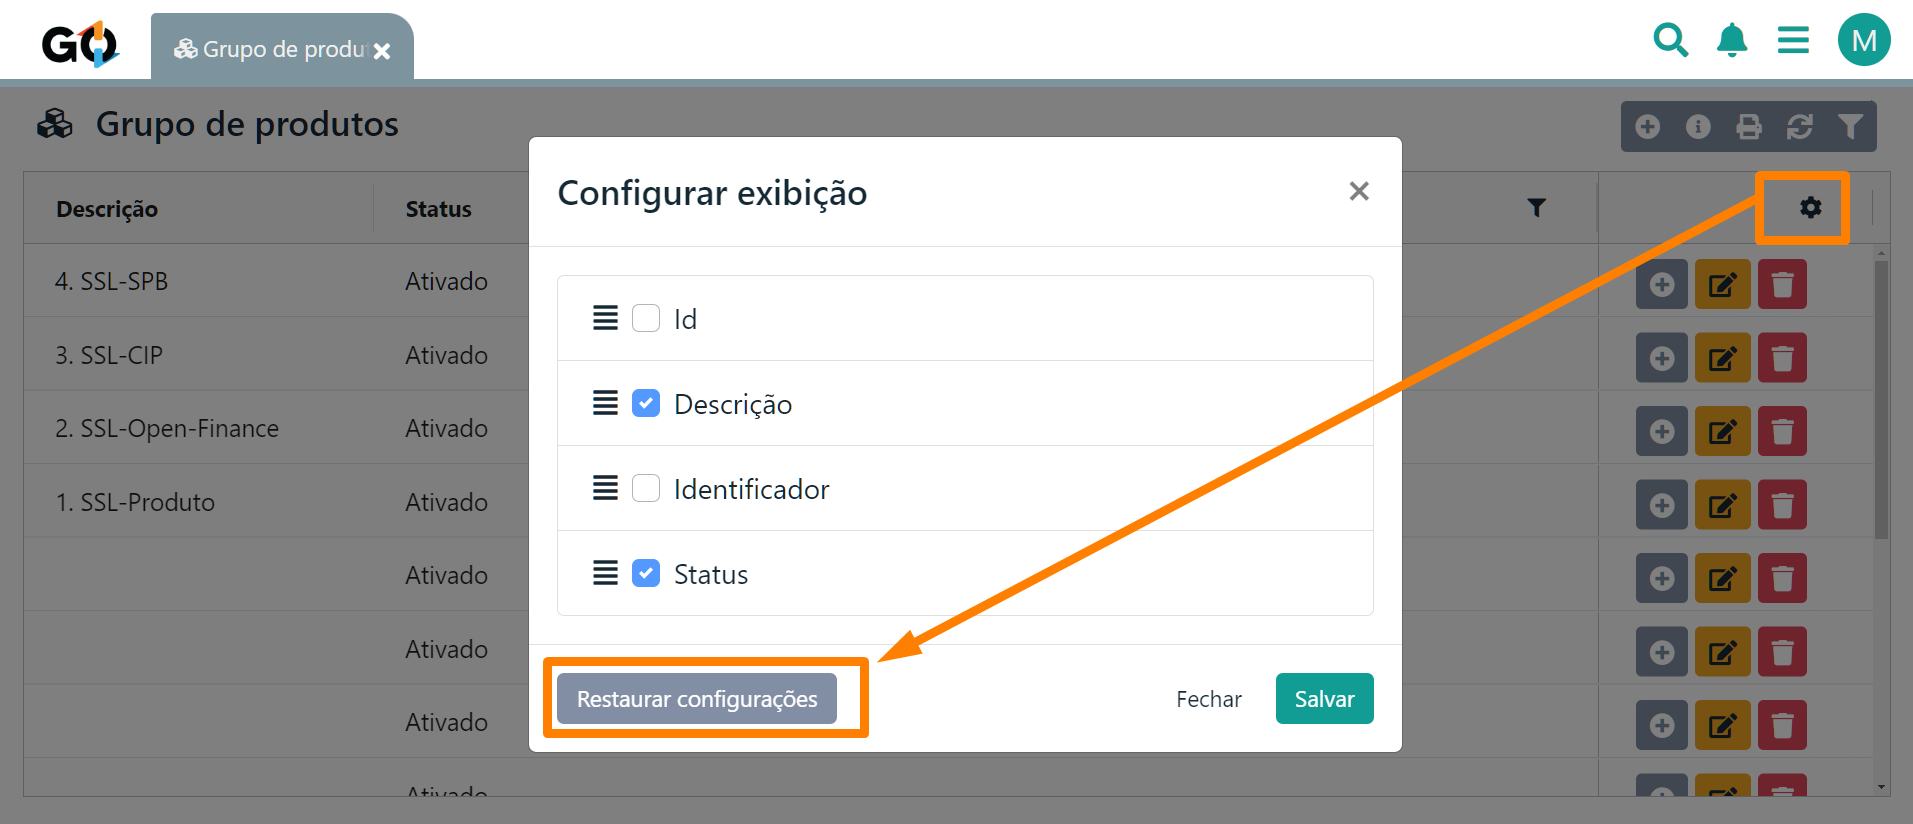 GO
Grupo de produt
M
Grupo de produtos
Descrição
Status
4. SSL-SPB
Ativado
3. SSL-CIP
Ativado
2. SSL-Open-Finance
Ativado
1. SSL-Produto
Ativado
Ativado
Ativado
Ativado
Ativado
Configurar exibição
Id
Descrição
Identificador
Status
Restaurar configurações
Fechar
Salvar